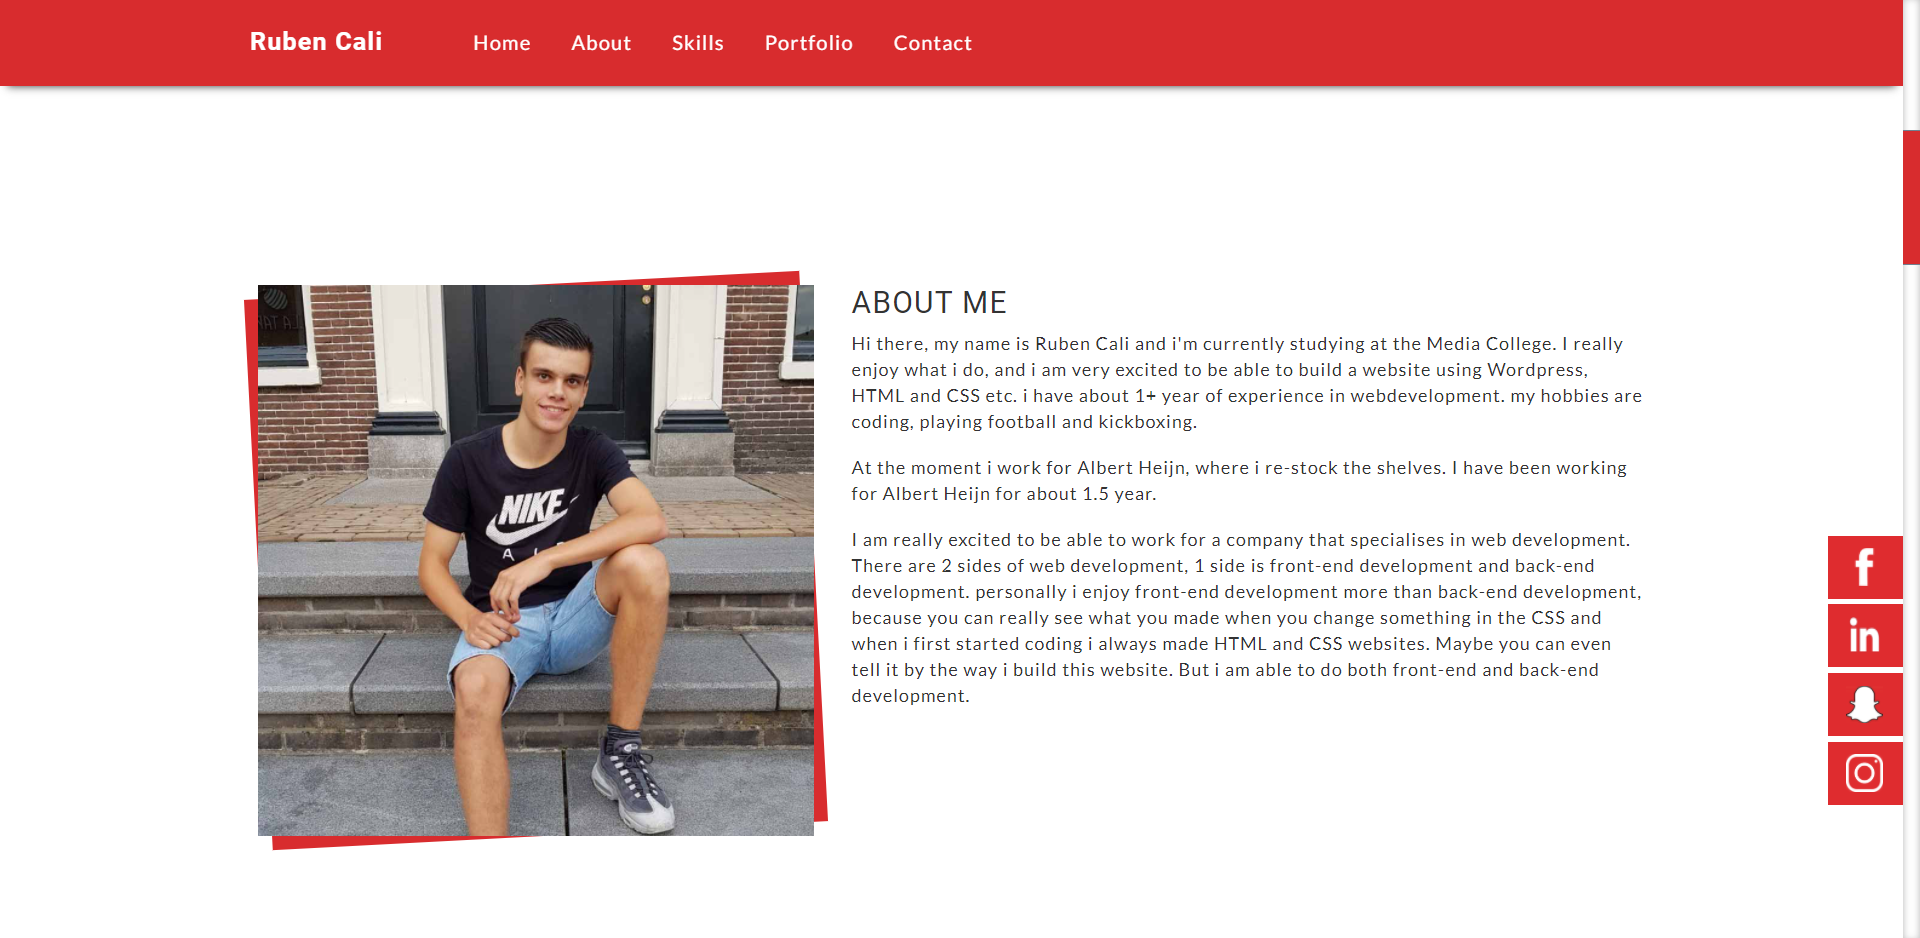 Ruben Cali
Home About Skills Portfolio Contact
ABOUT ME
Hi there, my name is Ruben Cali and i'm currently studying at the Media College. I really
enjoy what i do, and i am very excited to be able to build a website using Wordpress,
HTML and CSS etc. i have about 1+ year of experience in webdevelopment. my hobbies are
coding, playing football and kickboxing.
At the moment i work for Albert Heijn, where i re-stock the shelves. I have been working
for Albert Heijn for about 1.5 year.
I am really excited to be able to work for a company that specialises in web development.
There are 2 sides of web development, 1 side is front-end development and back-end
development. personally i enjoy front-end development more than back-end development,
because you can really see what you made when you change something in the CSS and
when i first started coding i always made HTML and CSS websites. Maybe you can even
tell it by the way i build this website. But i am able to do both front-end and back-end
development.
NIKE
f
in